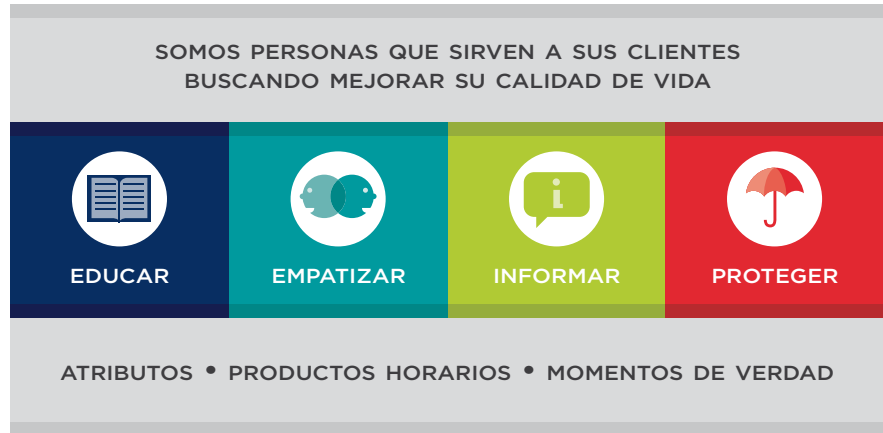 SOMOS PERSONAS QUE SIRVEN A SUS CLIENTES
BUSCANDO MEJORAR SU CALIDAD DE VIDA
i
EDUCAR EMPATIZAR INFORMAR PROTEGER
ATRIBUTOS • PRODUCTOS HORARIOS • MOMENTOS DE VERDAD